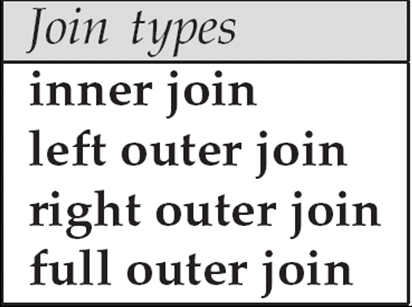 Join types
inner join
left outer join
right outer join
full outer join